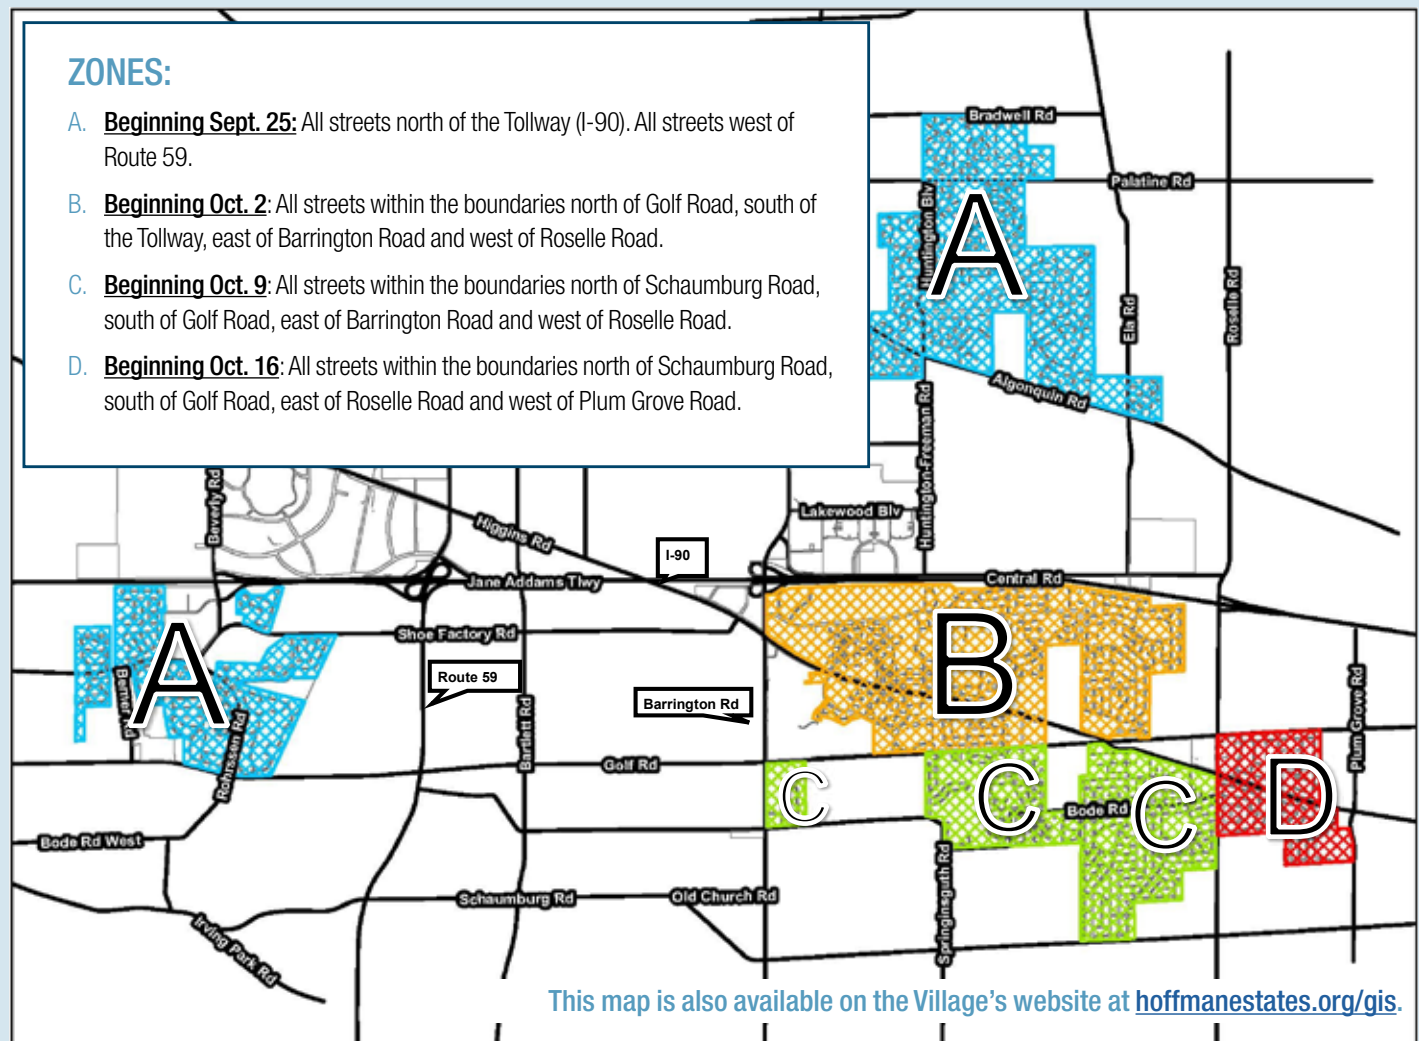 ZONES:
A. Beginning Sept. 25: All streets north of the Tollway (I-90). All streets west of
Route 59.
B. Beginning Oct. 2: All streets within the boundaries north of Golf Road, south of
the Tollway, east of Barrington Road and west of Roselle Road.
C. Beginning Oct. 9: All streets within the boundaries north of Schaumburg Road,
south of Golf Road, east of Barrington Road and west of Roselle Road.
D. Beginning Oct. 16: All streets within the boundaries north of Schaumburg Road,
south of Golf Road, east of Roselle Road and west of Plum Grove Road.
Bradwell Rd
Palatine Rd
Huntington Blv
A
Ela Rd
Roselle Rd
Algonquin Rd
Huntington-Freeman Rd
Beverly Rd
Higgins Rd
Lakewood Blv
I-90
Jane Addams Tlwy
Central Rd
Shoe Factory Rd
A
B
Route 59
Barrington Rd
Rohrssen Rd
Bartlett Rd
Plum Grove Rd
Golf Rd
C
C
Bode Rd
C
D
Bode Rd West
Springinsguth Rd
Schaumburg Rd
Old Church Rd
Irving Park Rd
This map is also available on the Village's website at hoffmanestates.org/gis.